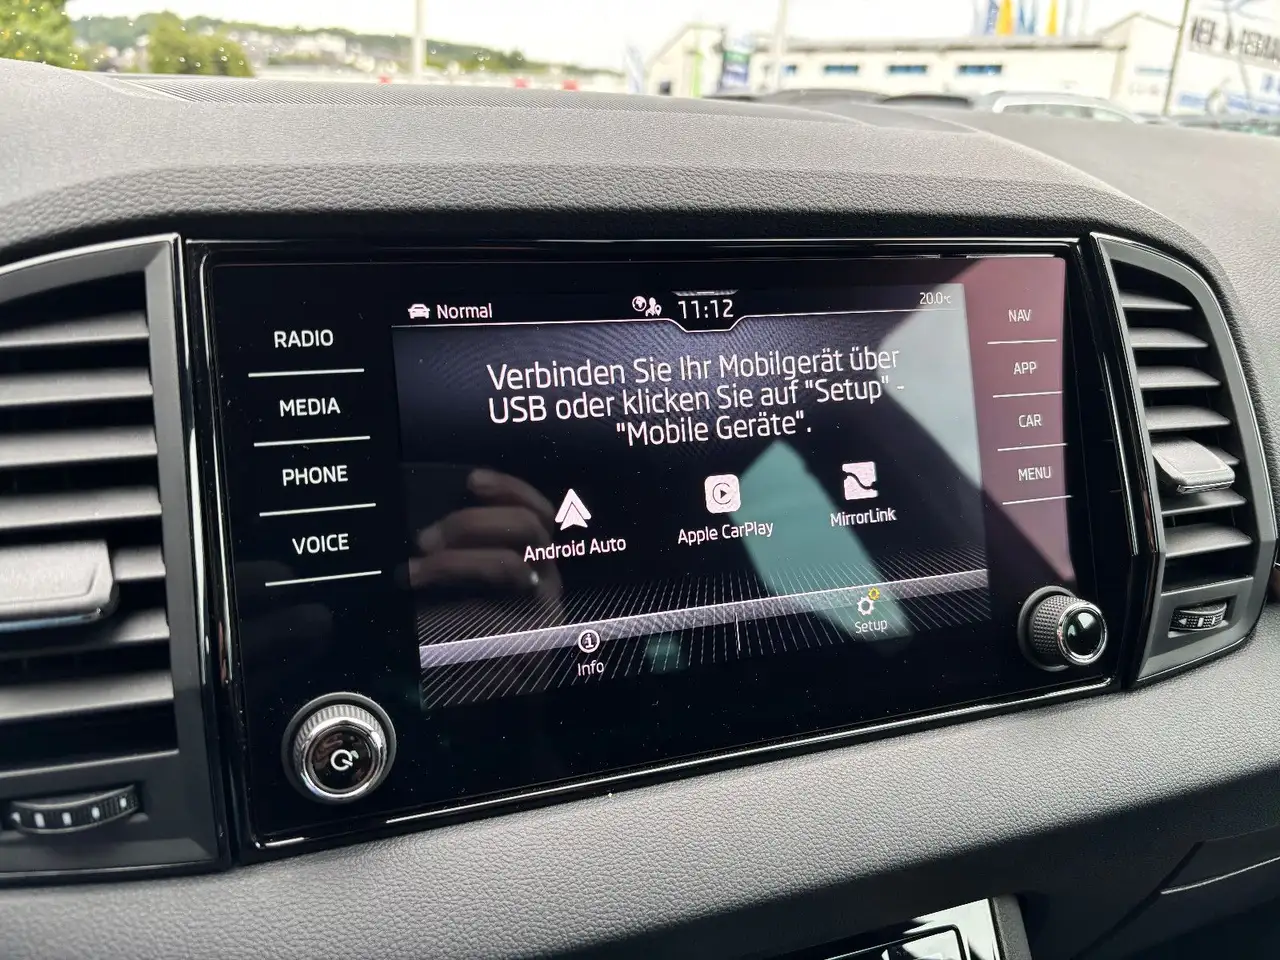 Normal
11:12
20.0°C
RADIO
MEDIA
PHONE
VOICE
Verbinden Sie Ihr Mobilgerät über
USB oder klicken Sie auf "Setup" -
"Mobile Geräte".
Android Auto
Apple CarPlay
MirrorLink
Info
Setup
NAV
APP
CAR
MENU